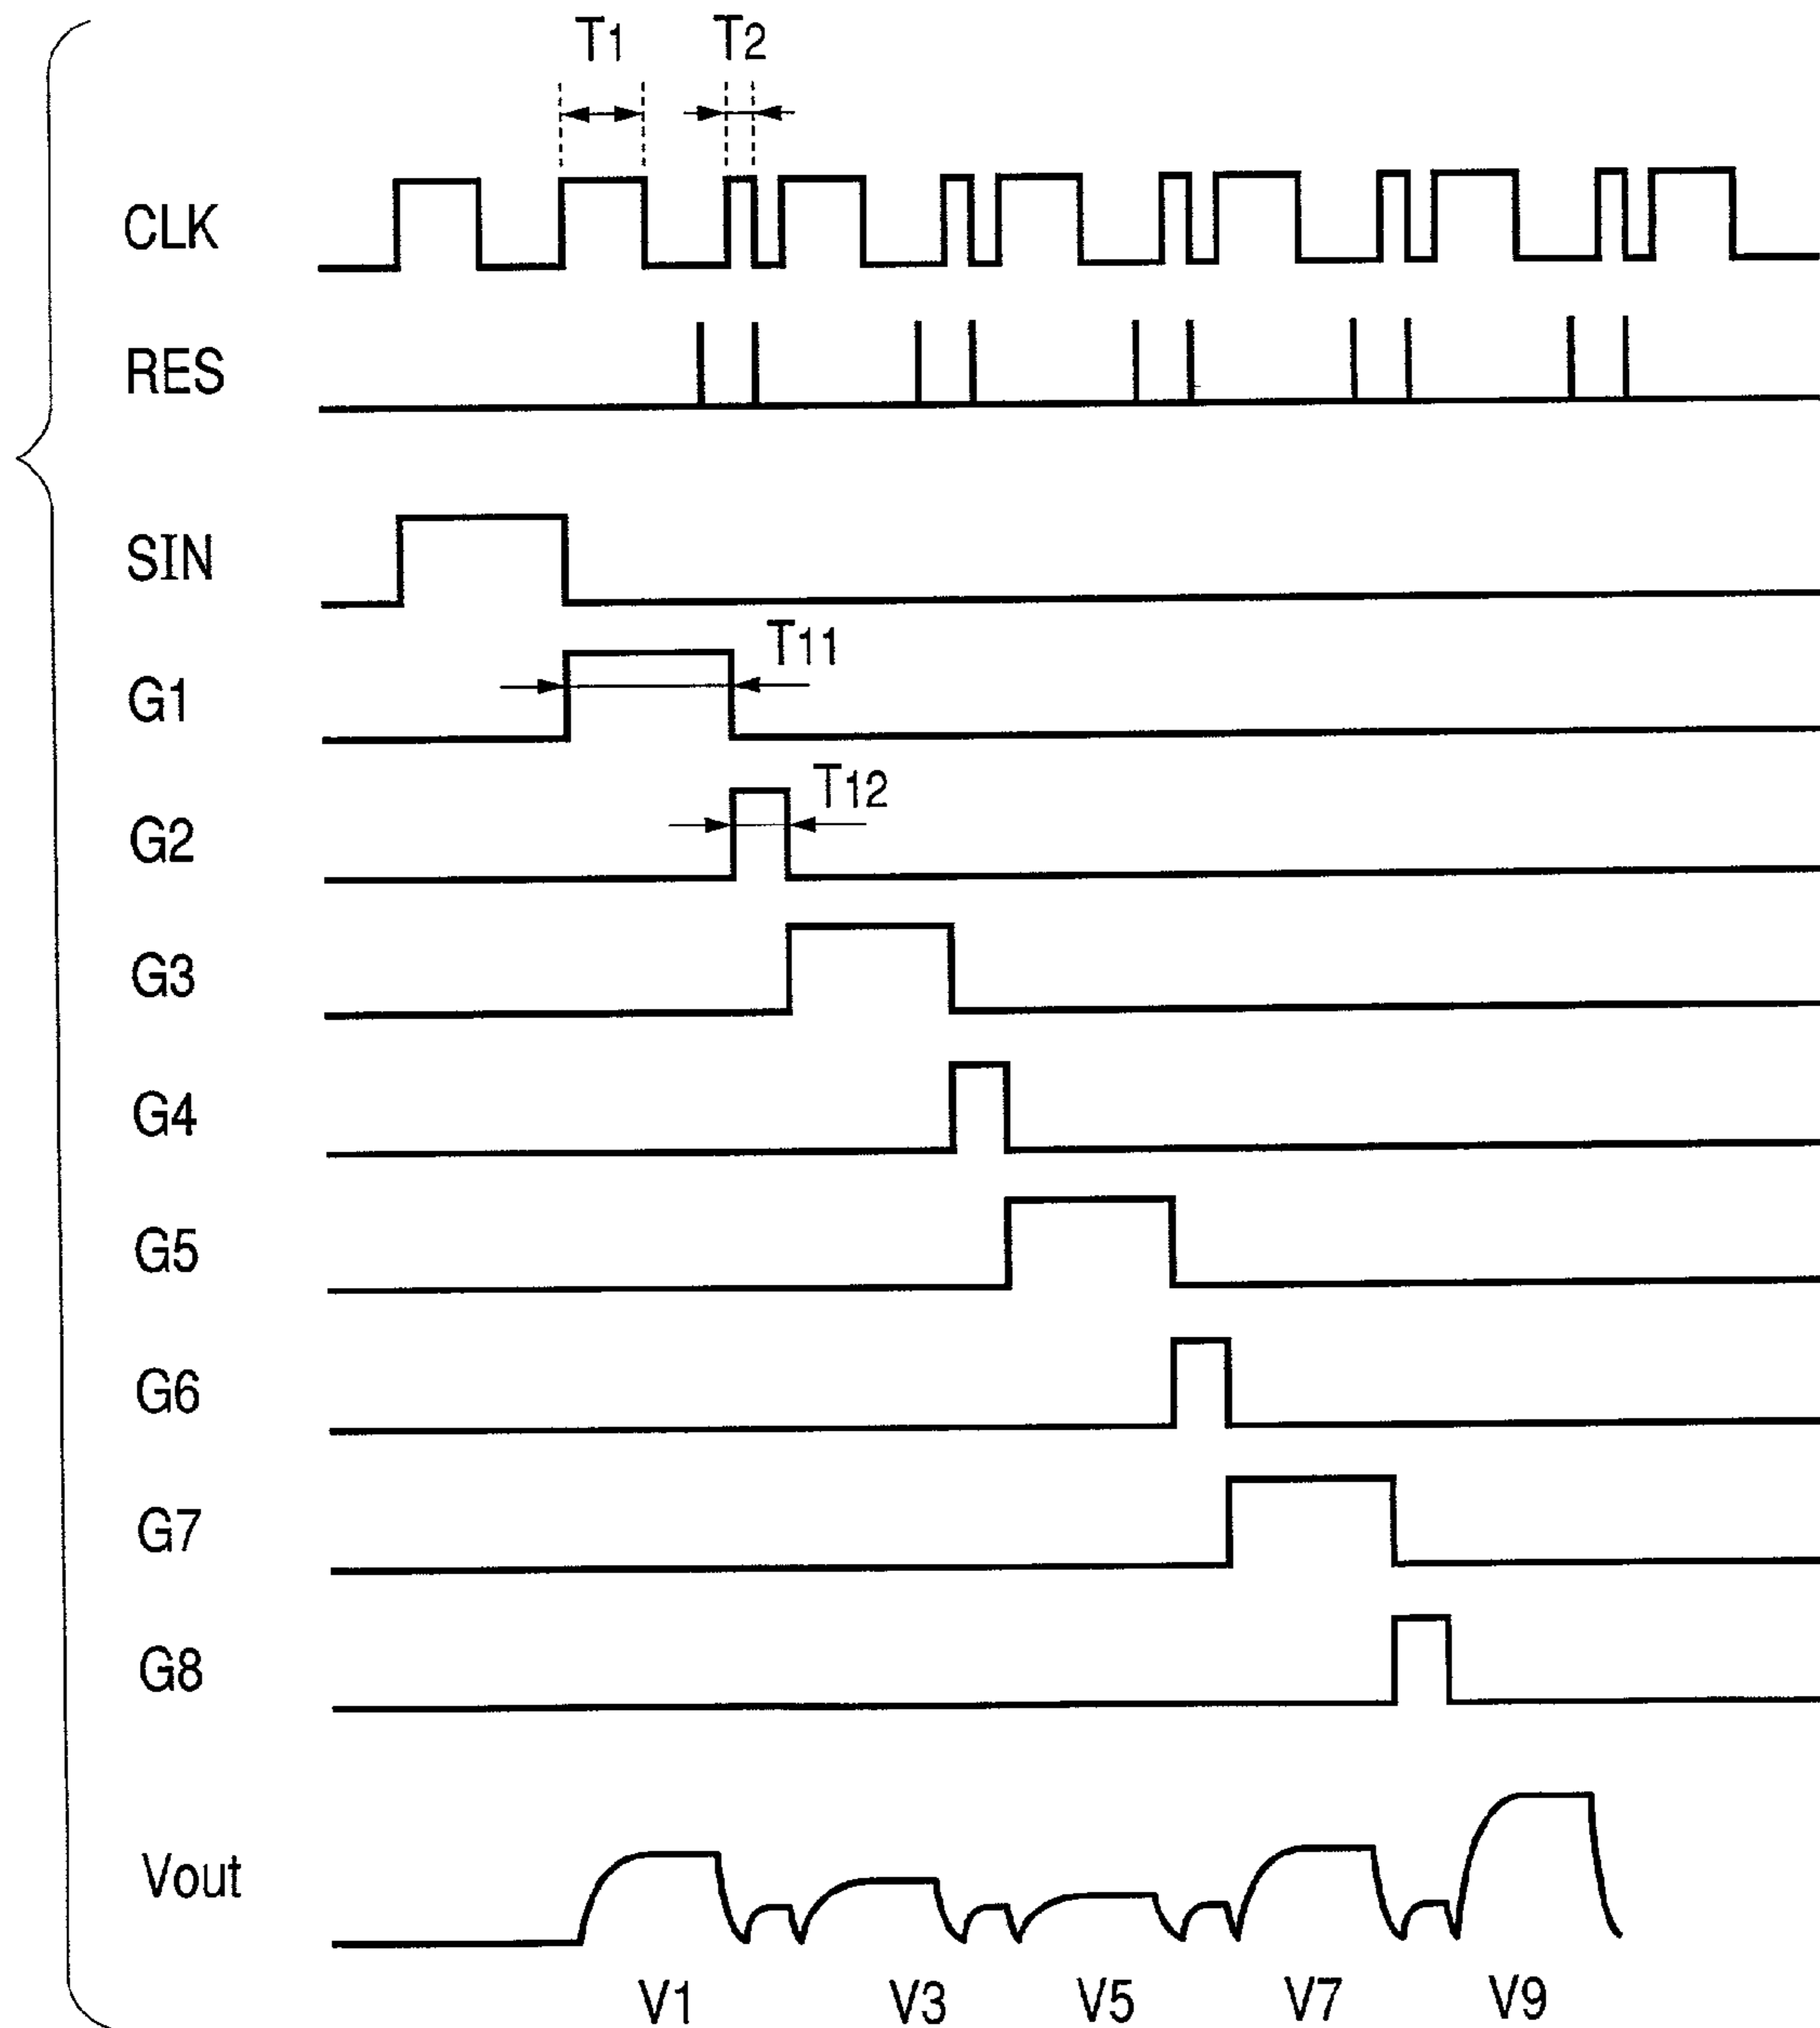 T1 T2
CLK
RES
SIN
T11
G1
T12
G2
G3
G4
G5
G6
G7
G8
Vout
V1 V3 V5 V7 V9